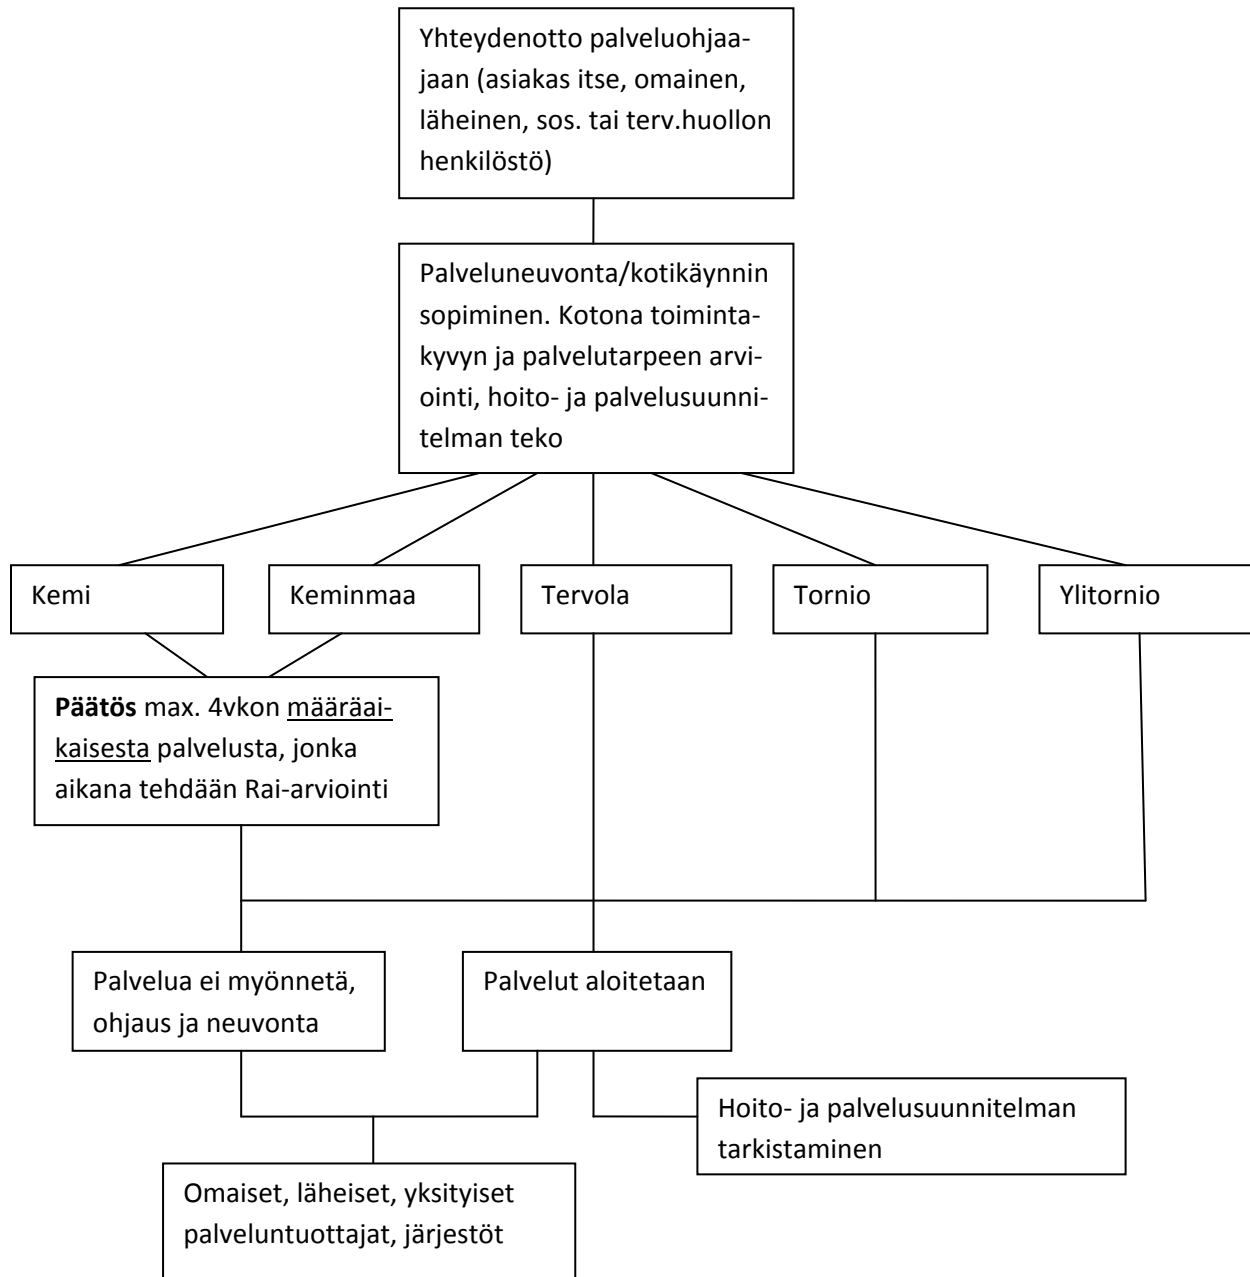 Yhteydenotto palveluohjaa-
jaan (asiakas itse, omainen,
läheinen, sos. tai terv.huollon
henkilöstö)
Palveluneuvonta/kotikäynnin
sopiminen. Kotona toiminta-
kyvyn ja palvelutarpeen arvi-
ointi, hoito- ja palvelusuunni-
telman teko
Kemi
Keminmaa
Tervola
Tornio
Ylitornio
Päätös max. 4vkon määräai-
kaisesta palvelusta, jonka
aikana tehdään Rai-arviointi
Palvelua ei myönnetä,
ohjaus ja neuvonta
Palvelut aloitetaan
Hoito- ja palvelusuunnitelman
tarkistaminen
Omaiset, läheiset, yksityiset
palveluntuottajat, järjestöt